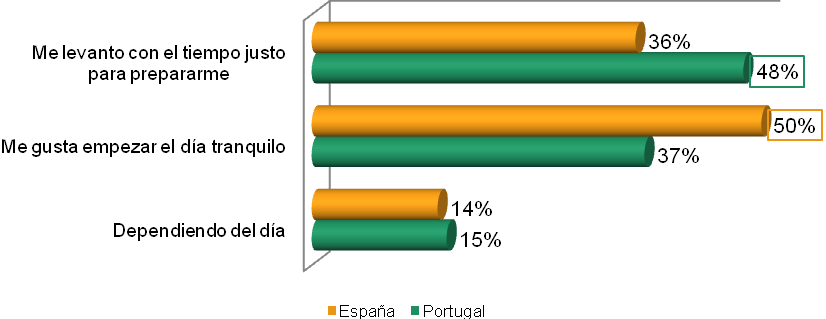 Me levanto con el tiempo justo
para prepararme
36%
48%
Me gusta empezar el día tranquilo
50%
37%
Dependiendo del día
14%
15%
España Portugal